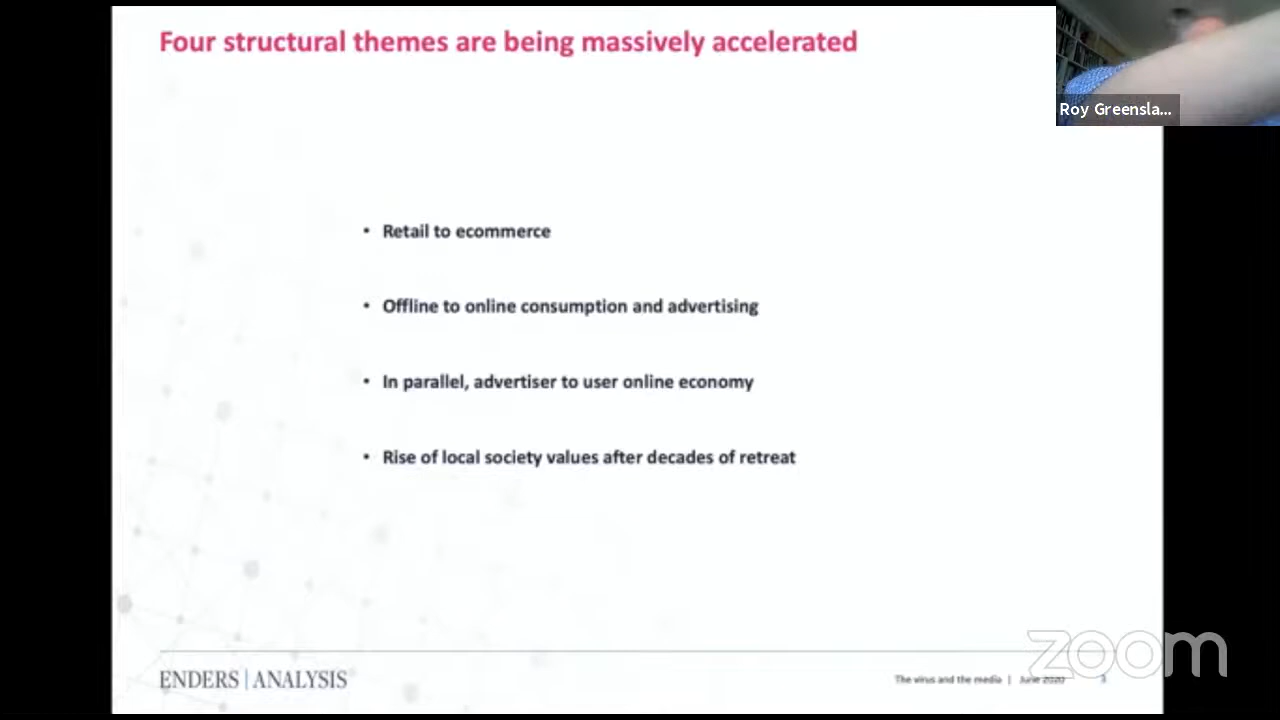 Four structural themes are being massively accelerated
Roy Greensla...
• Retail to ecommerce
• Offline to online consumption and advertising
• In parallel, advertiser to user online economy
• Rise of local society values after decades of retreat
zoom
ENDERS | ANALYSIS
The virus and the media | June 2020 3